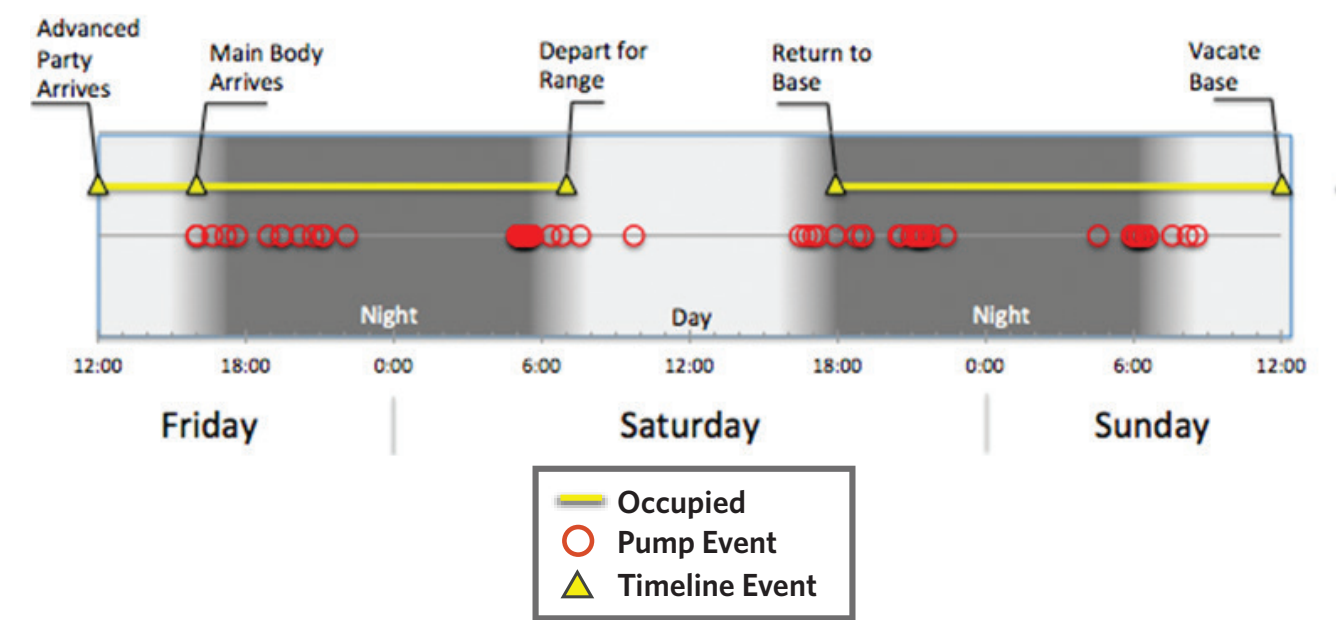 Advanced
Party
Arrives
Main Body
Arrives
Depart for
Range
Return to
Base
Vacate
Base
Night
Day
Night
12:00
18:00
0:00
6:00
12:00
18:00
0:00
6:00
12:00
Friday
Saturday
Sunday
Occupied
Pump Event
Timeline Event